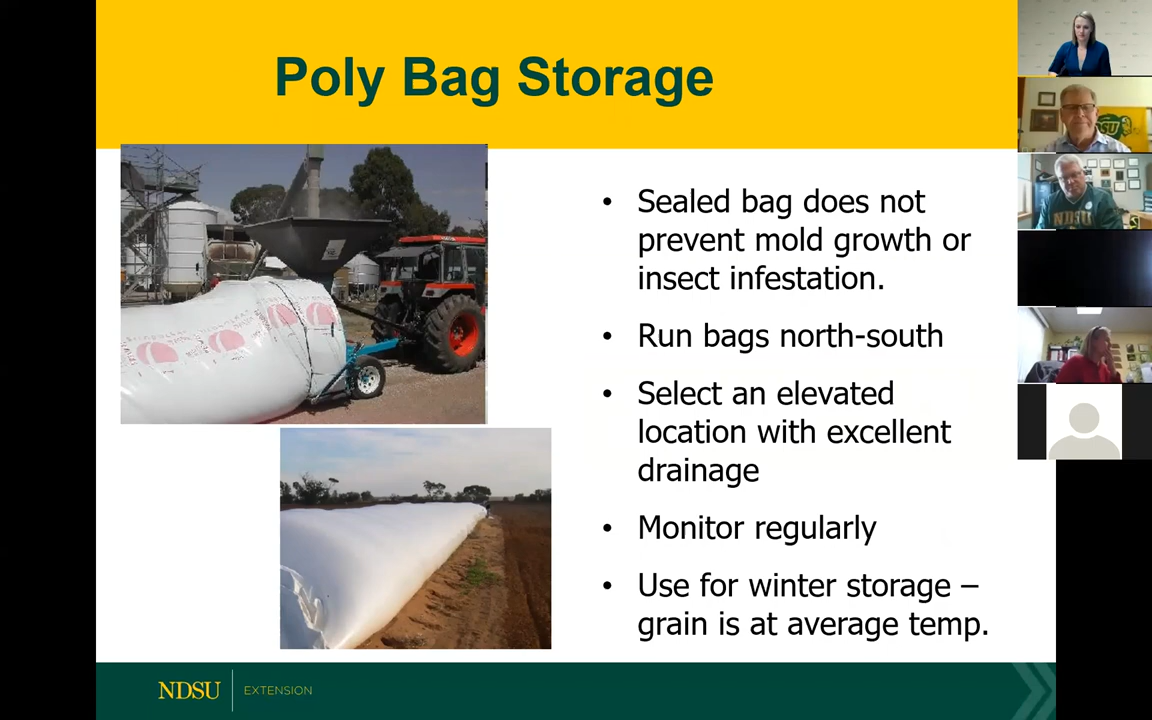 Poly Bag Storage
• Sealed bag does not
prevent mold growth or
insect infestation.
• Run bags north-south
• Select an elevated
location with excellent
drainage
• Monitor regularly
• Use for winter storage –
grain is at average temp.
NDSU
EXTENSION
NDSU